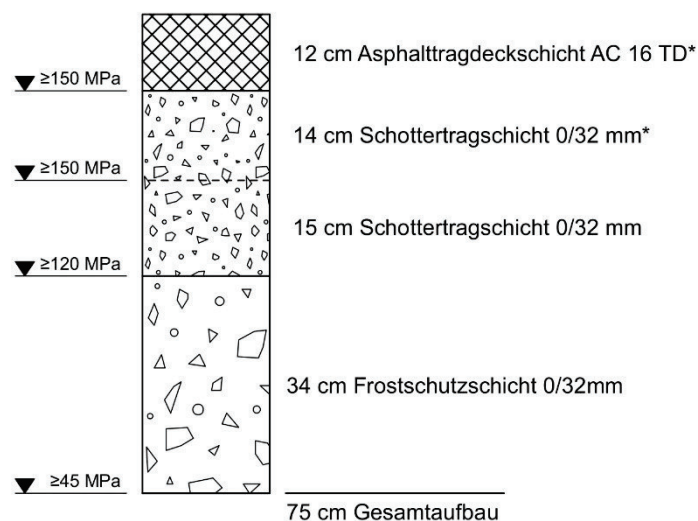 12 cm Asphalttragdeckschicht AC 16 TD*
≥150 MPa
14 cm Schottertragschicht 0/32 mm*
≥150 MPa
15 cm Schottertragschicht 0/32 mm
≥120 MPa
34 cm Frostschutzschicht 0/32mm
≥45 MPa
75 cm Gesamtaufbau